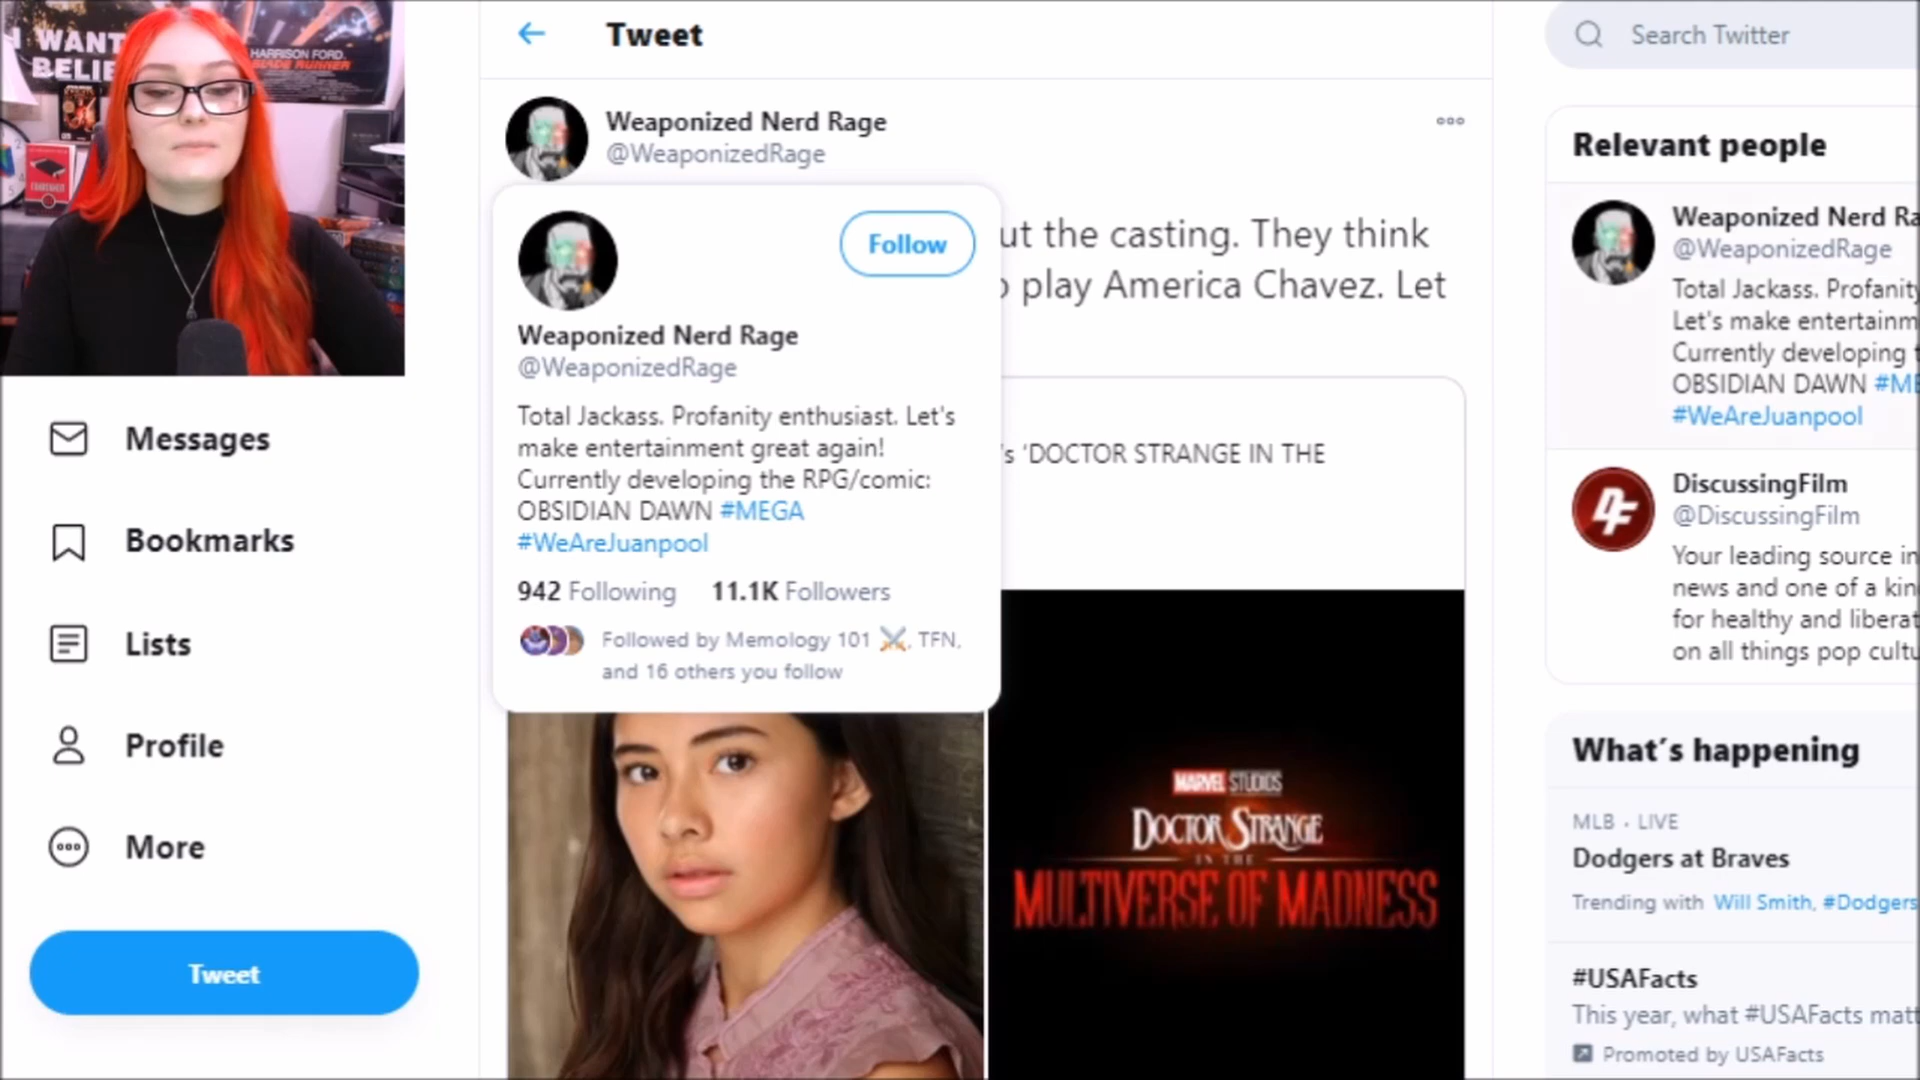 I WANT
BELIE
HARRISON FORD
BLADE RUNNER
Messages
Bookmarks
Lists
Profile
More
Tweet
Tweet
Weaponized Nerd Rage
@WeaponizedRage
ut the casting. They think
play America Chavez. Let
Follow
Weaponized Nerd Rage
@WeaponizedRage
Total Jackass. Profanity enthusiast. Let's
make entertainment great again!
Currently developing the RPG/comic:
OBSIDIAN DAWN #MEGA
#WeAreJuanpool
942 Following 11.1K Followers
Followed by Memology 101 ⚔️, TFN,
and 16 others you follow
's 'DOCTOR STRANGE IN THE
MARVEL STUDIOS
DOCTOR STRANGE
IN THE
MULTIVERSE OF MADNESS
Search Twitter
Relevant people
Weaponized Nerd Ra
@WeaponizedRage
Total Jackass. Profanity
Let's make entertainm
Currently developing t
OBSIDIAN DAWN #ME
#WeAreJuanpool
DF
DiscussingFilm
@DiscussingFilm
Your leading source in
news and one of a kin
for healthy and liberat
on all things pop cultu
What's happening
MLB · LIVE
Dodgers at Braves
Trending with Will Smith, #Dodgers
#USAFacts
This year, what #USAFacts matt
Promoted by USAFacts